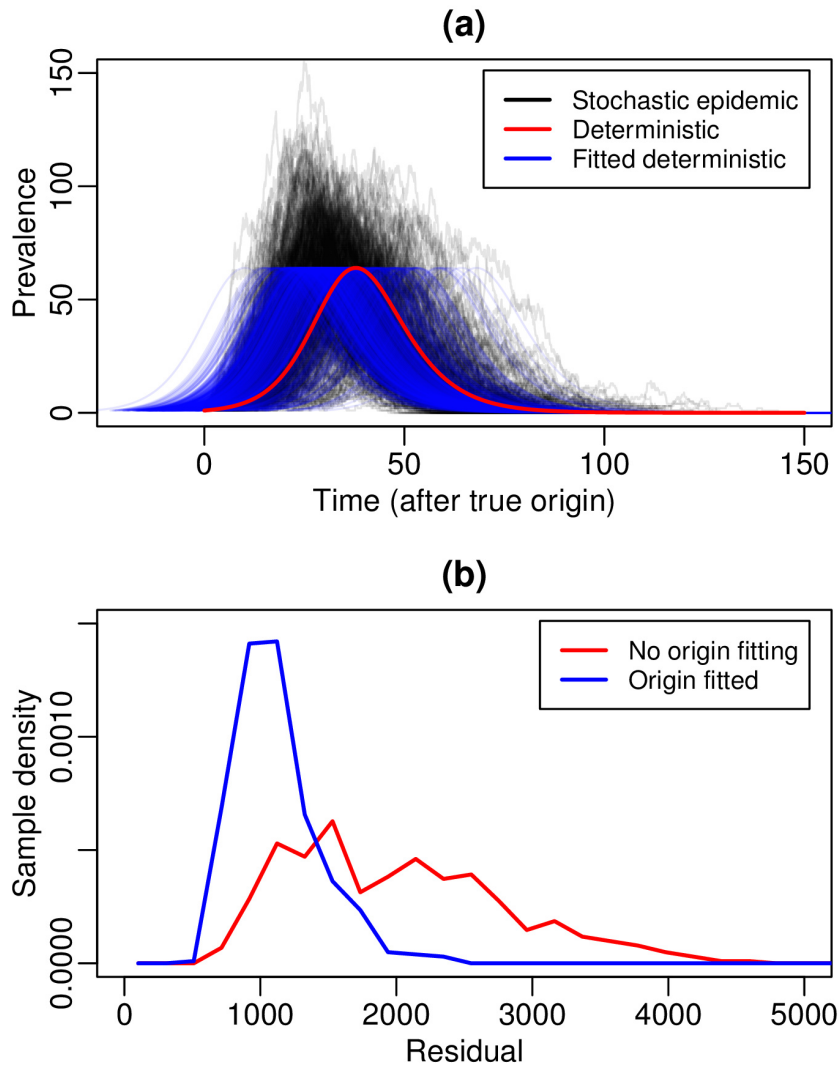 (a)
150
100
50
0
Prevalence
Stochastic epidemic
Deterministic
Fitted deterministic
0 50 100 150
Time (after true origin)
(b)
0.0010
0.0000
Sample density
No origin fitting
Origin fitted
0 1000 2000 3000 4000 5000
Residual